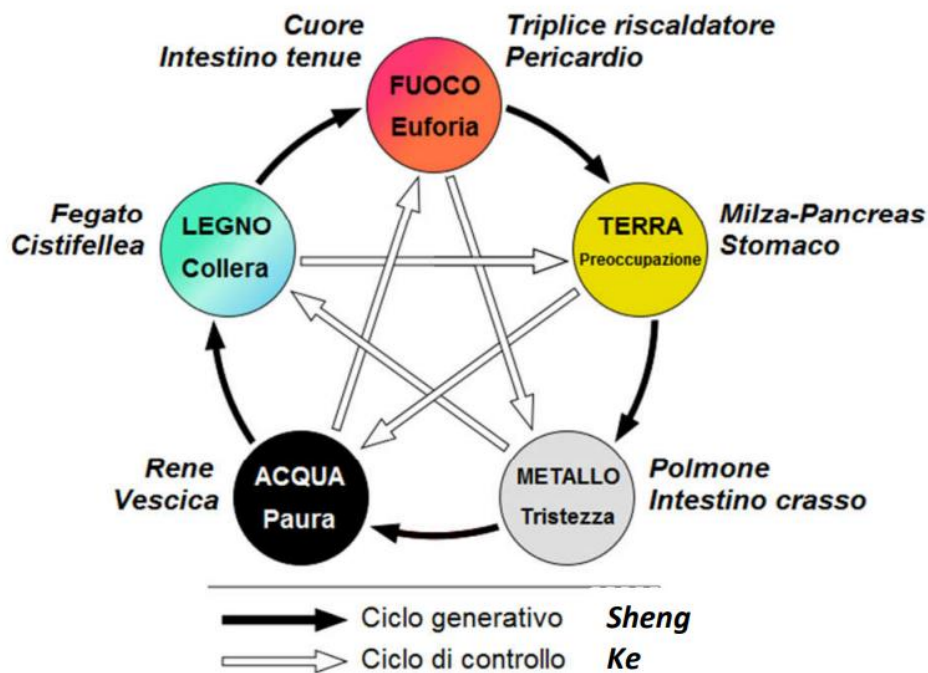 Cuore
Intestino tenue
Triplice riscaldatore
Pericardio
FUOCO
Euforia
Fegato
Cistifellea
LEGNO
Collera
TERRA
Preoccupazione
Milza-Pancreas
Stomaco
Rene
Vescica
ACQUA
Paura
METALLO
Tristezza
Polmone
Intestino crasso
Ciclo generativo Sheng
Ciclo di controllo Ke